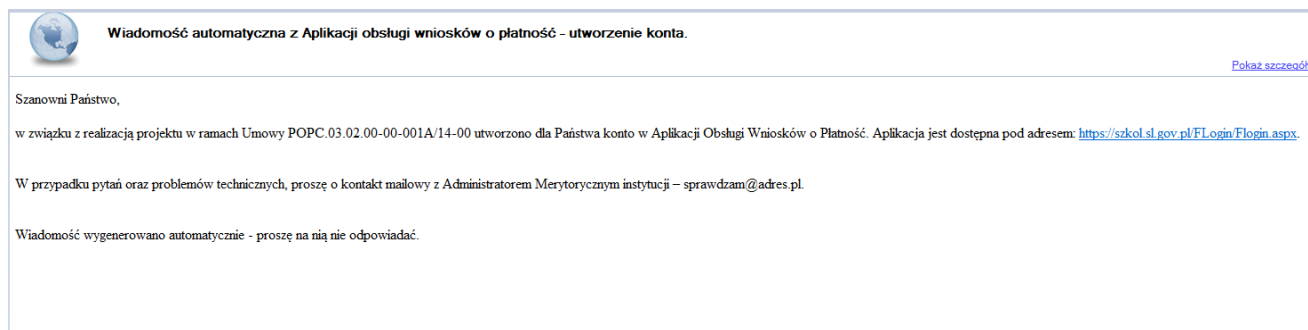 Wiadomość automatyczna z Aplikacji obsługi wniosków o płatność - utworzenie konta.
Pokaż szczegół
Szanowni Państwo,
w związku z realizacją projektu w ramach Umowy POPC.03.02.00-00-001A/14-00 utworzono dla Państwa konto w Aplikacji Obsługi Wniosków o Płatność. Aplikacja jest dostępna pod adresem: https://szkol.sl.gov.pl/FLogin/Flogin.aspx.
W przypadku pytań oraz problemów technicznych, proszę o kontakt mailowy z Administratorem Merytorycznym instytucji – sprawdzam@adres.pl.
Wiadomość wygenerowano automatycznie - proszę na nią nie odpowiadać.